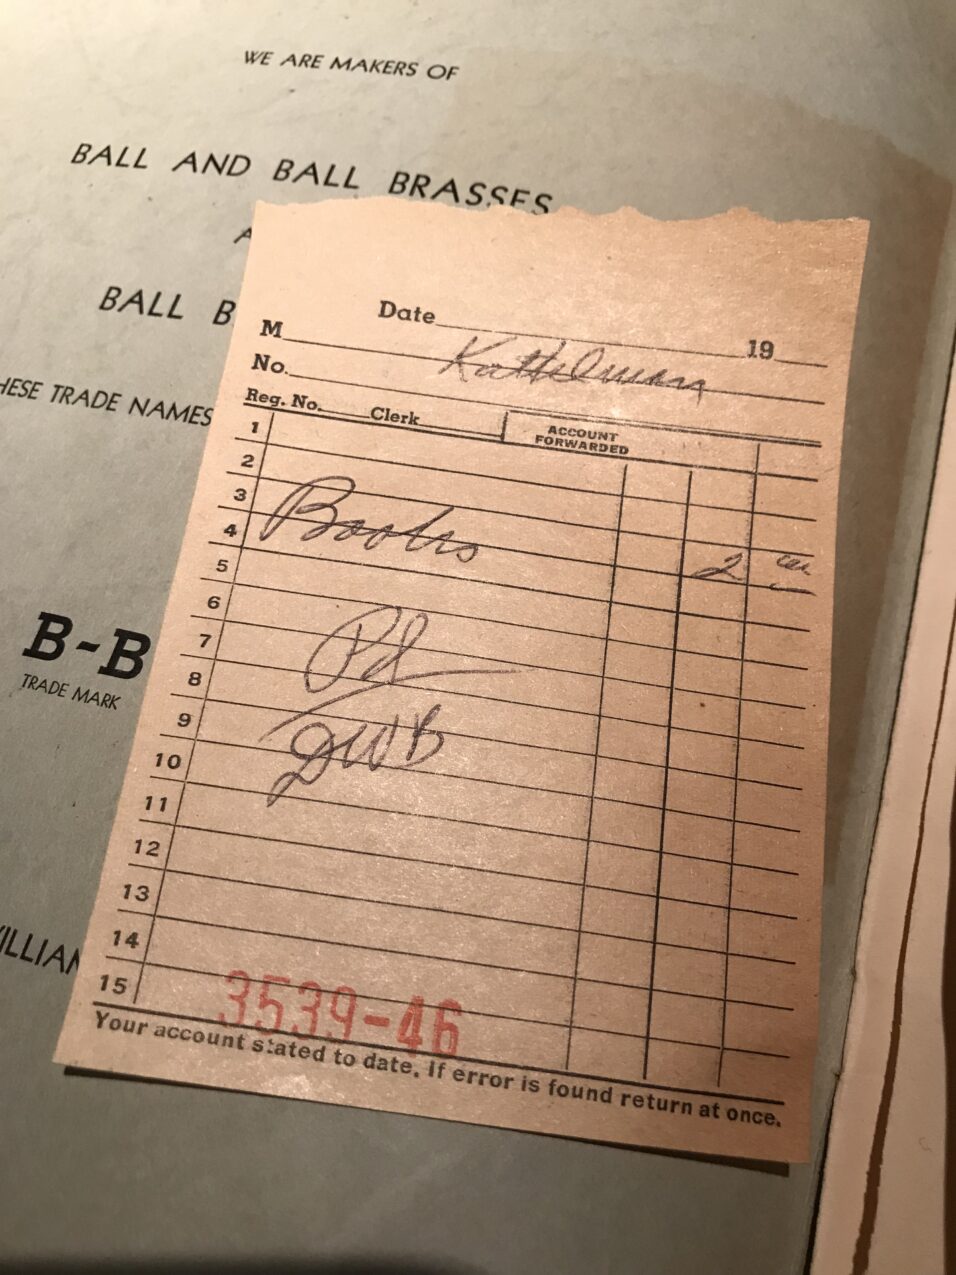 WE ARE MAKERS OF
BALL AND BALL BRASSES
A
BALL B
HESE TRADE NAMES
B-B
TRADE MARK
ILLIAM
Date 19
M
No.
Reg. No. Clerk
ACCOUNT
FORWARDED
1
2
3
4
5 2
6
7 Pd
8
9 DWB
10
11
12
13
14
15
3539-46
Your account stated to date. If error is found return at once.